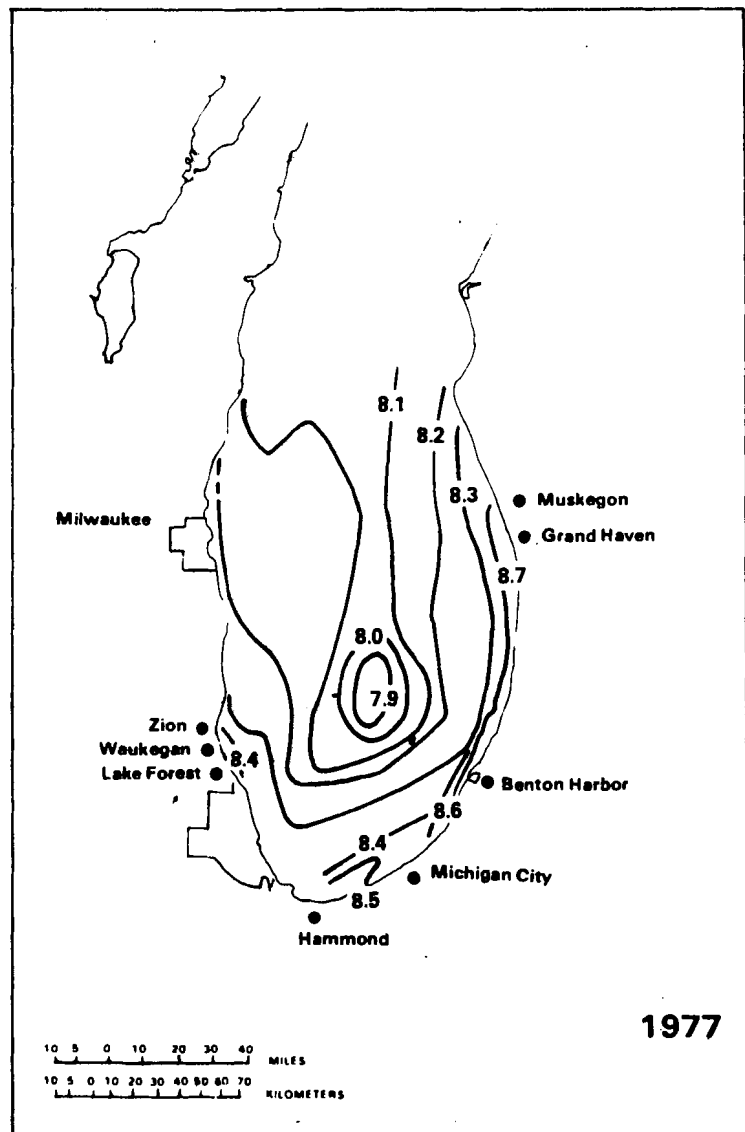 8.1
8.2
8.3
Muskegon
Milwaukee
Grand Haven
8.7
8.0
7.9
Zion
Waukegan
8.4
Lake Forest
Benton Harbor
8.6
8.4
Michigan City
8.5
Hammond
1977
10 5 0 10 20 30 40
MILES
10 5 0 10 20 30 40 50 60 70
KILOMETERS